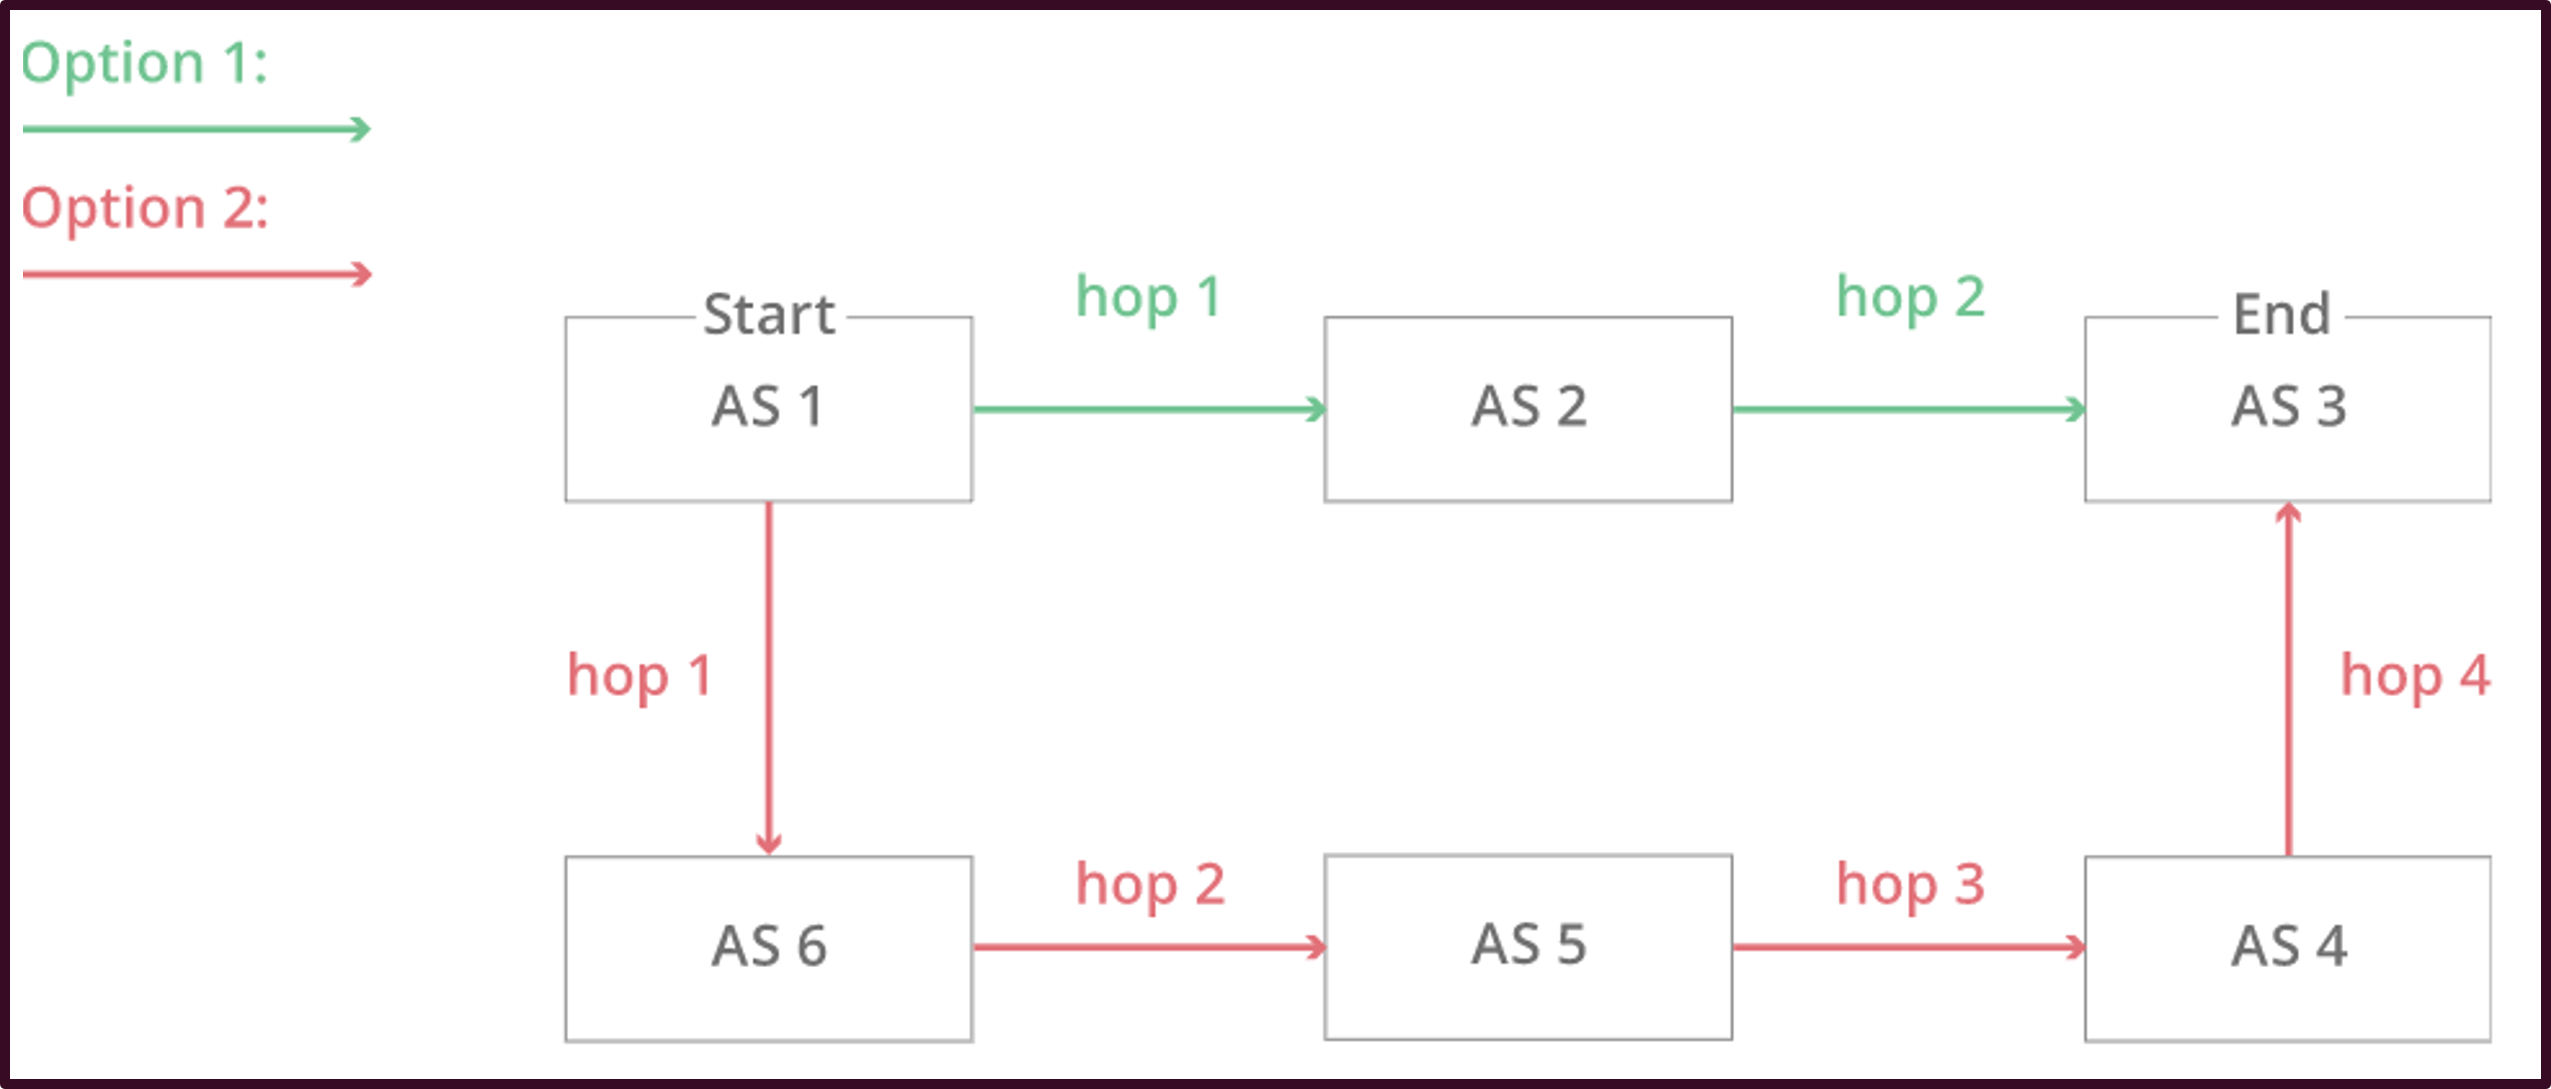 Option 1:
Option 2:
hop 1
hop 2
Start
End
AS 1
AS 2
AS 3
hop 1
hop 4
hop 2
hop 3
AS 6
AS 5
AS 4